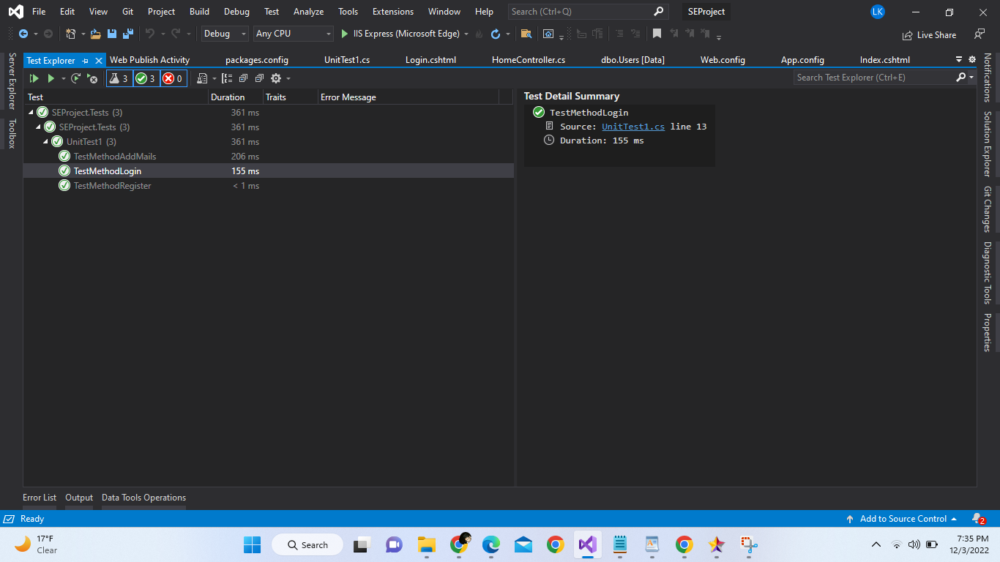 File Edit View Git Project Build Debug Test Analyze Tools Extensions Window Help Search (Ctrl+Q) SEProject LK
Debug Any CPU IIS Express (Microsoft Edge) Live Share
Test Explorer Web Publish Activity packages.config UnitTest1.cs Login.cshtml HomeController.cs dbo.Users [Data] Web.config App.config Index.cshtml
3 3 0 Search Test Explorer (Ctrl+E)
Test Duration Traits Error Message
SEProject.Tests (3) 361 ms
SEProject.Tests (3) 361 ms
UnitTest1 (3) 361 ms
TestMethodAddMails 206 ms
TestMethodLogin 155 ms
TestMethodRegister < 1 ms
Test Detail Summary
TestMethodLogin
Source: UnitTest1.cs line 13
Duration: 155 ms
Server Explorer
Toolbox
Notifications
Solution Explorer
Git Changes
Diagnostic Tools
Properties
Error List Output Data Tools Operations
Ready Add to Source Control 2
17°F
Clear
Search
7:35 PM
12/3/2022